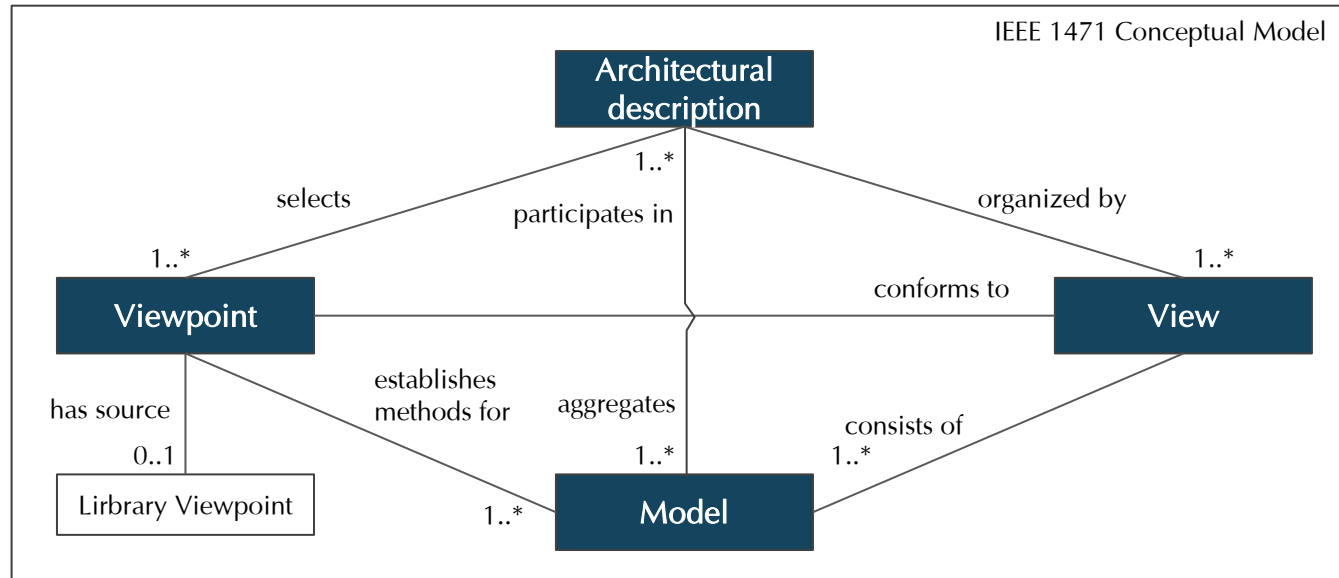 IEEE 1471 Conceptual Model
Architectural
description
1..*
selects
participates in
organized by
1..*
1..*
Viewpoint
conforms to
View
has source
establishes
methods for
aggregates
consists of
0..1
1..*
1..*
Lirbrary Viewpoint
1..*
Model